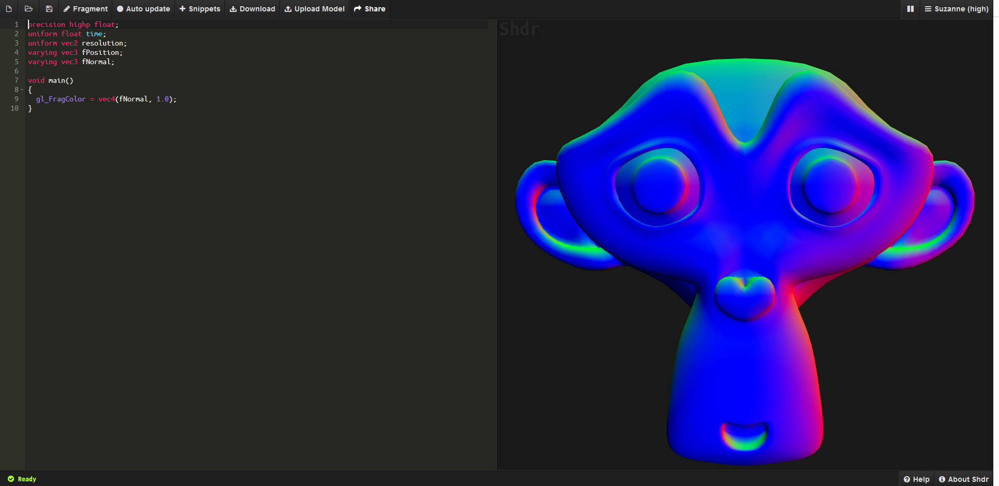 Fragment Auto update Snippets Download Upload Model Share Suzanne (high)
Shdr
1 precision highp float;
2 uniform float time;
3 uniform vec2 resolution;
4 varying vec3 fPosition;
5 varying vec3 fNormal;
6
7 void main()
8 {
9 gl_FragColor = vec4(fNormal, 1.0);
10 }
Ready Help About Shdr